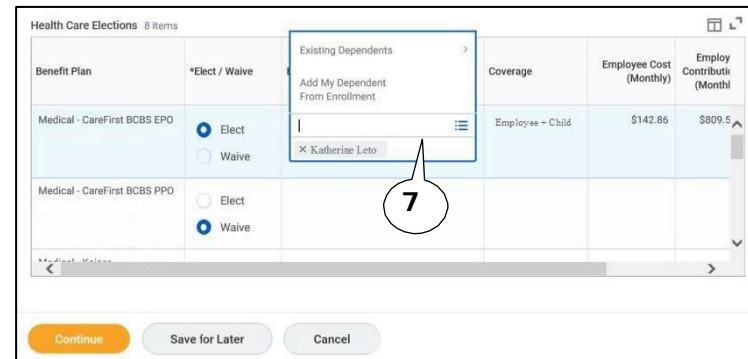 Health Care Elections 8 items
Benefit Plan
*Elect / Waive
Coverage
Employee Cost
(Monthly)
Employ
Contributic
(Monthl
Existing Dependents >
Add My Dependent
From Enrollment
× Katherine Leto
7
Medical - CareFirst BCBS EPO
Elect
Waive
Employee + Child
$142.86
$809.5
Medical - CareFirst BCBS PPO
Elect
Waive
Continue
Save for Later
Cancel